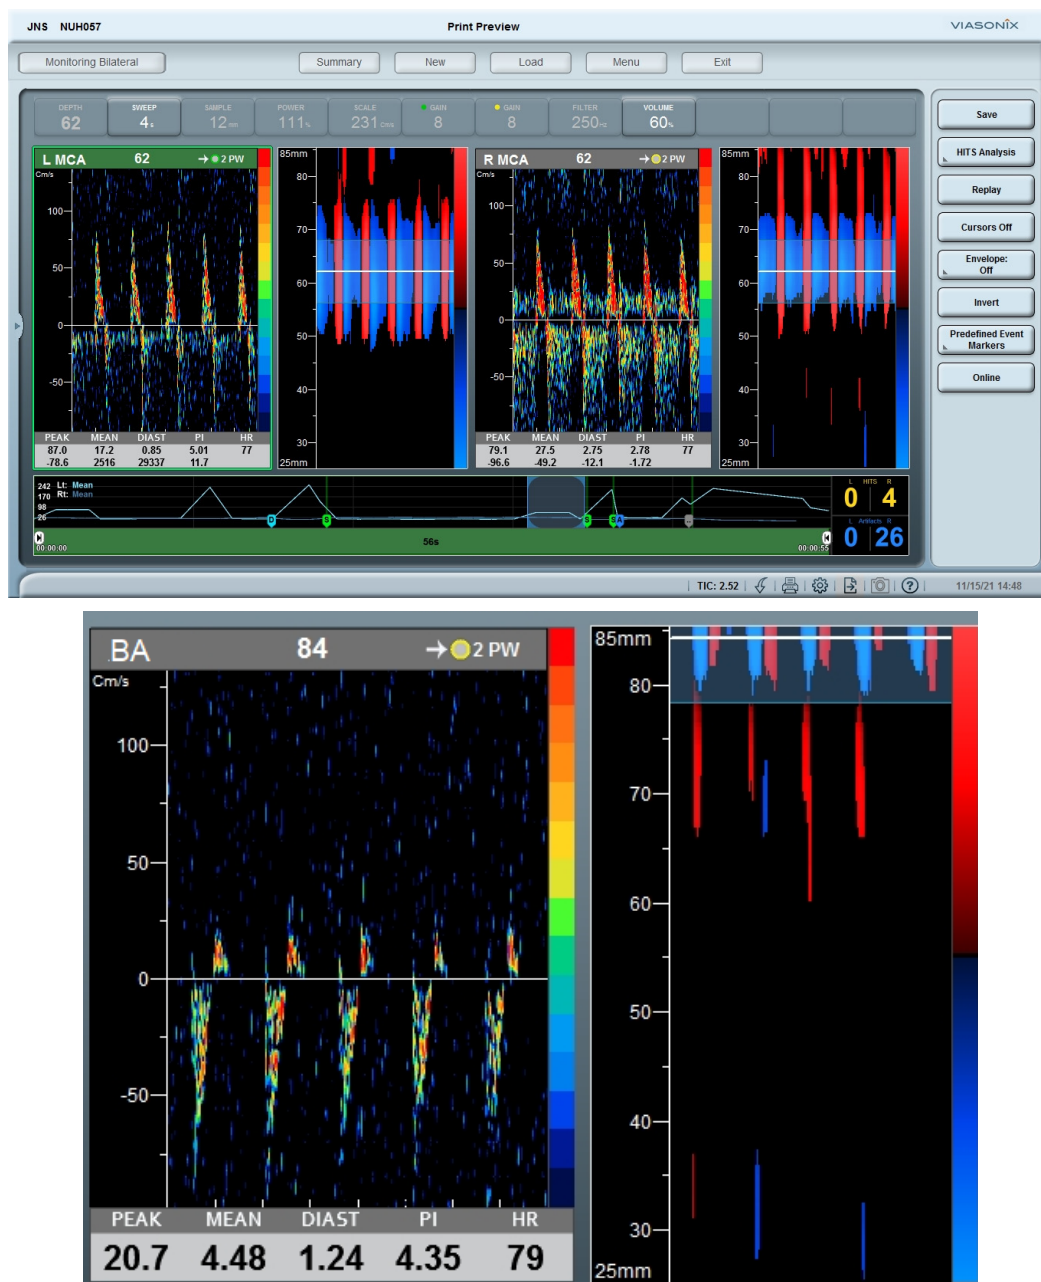 JNS NUH057
Print Preview
VIASONIX
Monitoring Bilateral
Summary
New
Load
Menu
Exit
DEPTH
62
SWEEP
4 s
SAMPLE
12 mm
POWER
111 %
SCALE
231 Cm/s
GAIN
8
GAIN
8
FILTER
250 Hz
VOLUME
60 %
Save
HITS Analysis
Replay
Cursors Off
Envelope:
Off
Invert
Predefined Event
Markers
Online
L MCA 62 2 PW
Cm/s
100
50
0
-50
PEAK MEAN DIAST PI HR
87.0 17.2 0.85 5.01 77
-78.6 2516 29337 11.7
85mm
80
70
60
50
40
30
25mm
R MCA 62 2 PW
Cm/s
100
50
0
-50
PEAK MEAN DIAST PI HR
79.1 27.5 2.75 2.78 77
-96.6 -49.2 -12.1 -1.72
85mm
80
70
60
50
40
30
25mm
242 Lt: Mean
170 Rt: Mean
98
26
D S S S A ...
L HITS R
0 4
L Artifacts R
0 26
00:00:00
56s
00:00:55
TIC: 2.52
11/15/21 14:48
.BA 84 2 PW
Cm/s
100
50
0
-50
PEAK MEAN DIAST PI HR
20.7 4.48 1.24 4.35 79
85mm
80
70
60
50
40
30
25mm